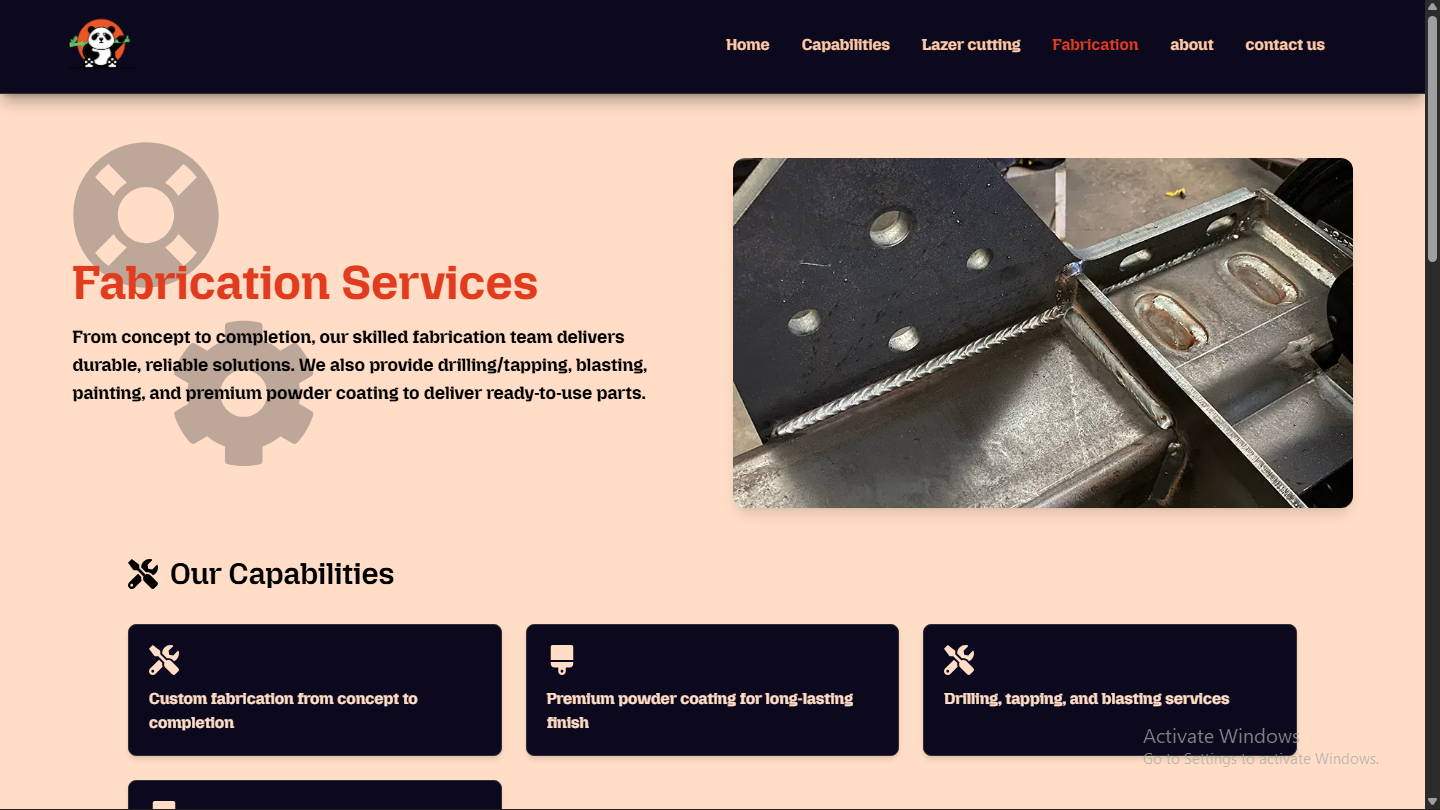 Home Capabilities Lazer cutting Fabrication about contact us
Fabrication Services
From concept to completion, our skilled fabrication team delivers
durable, reliable solutions. We also provide drilling/tapping, blasting,
painting, and premium powder coating to deliver ready-to-use parts.
Our Capabilities
Custom fabrication from concept to
completion
Premium powder coating for long-lasting
finish
Drilling, tapping, and blasting services
Activate Windows
Go to Settings to activate Windows.